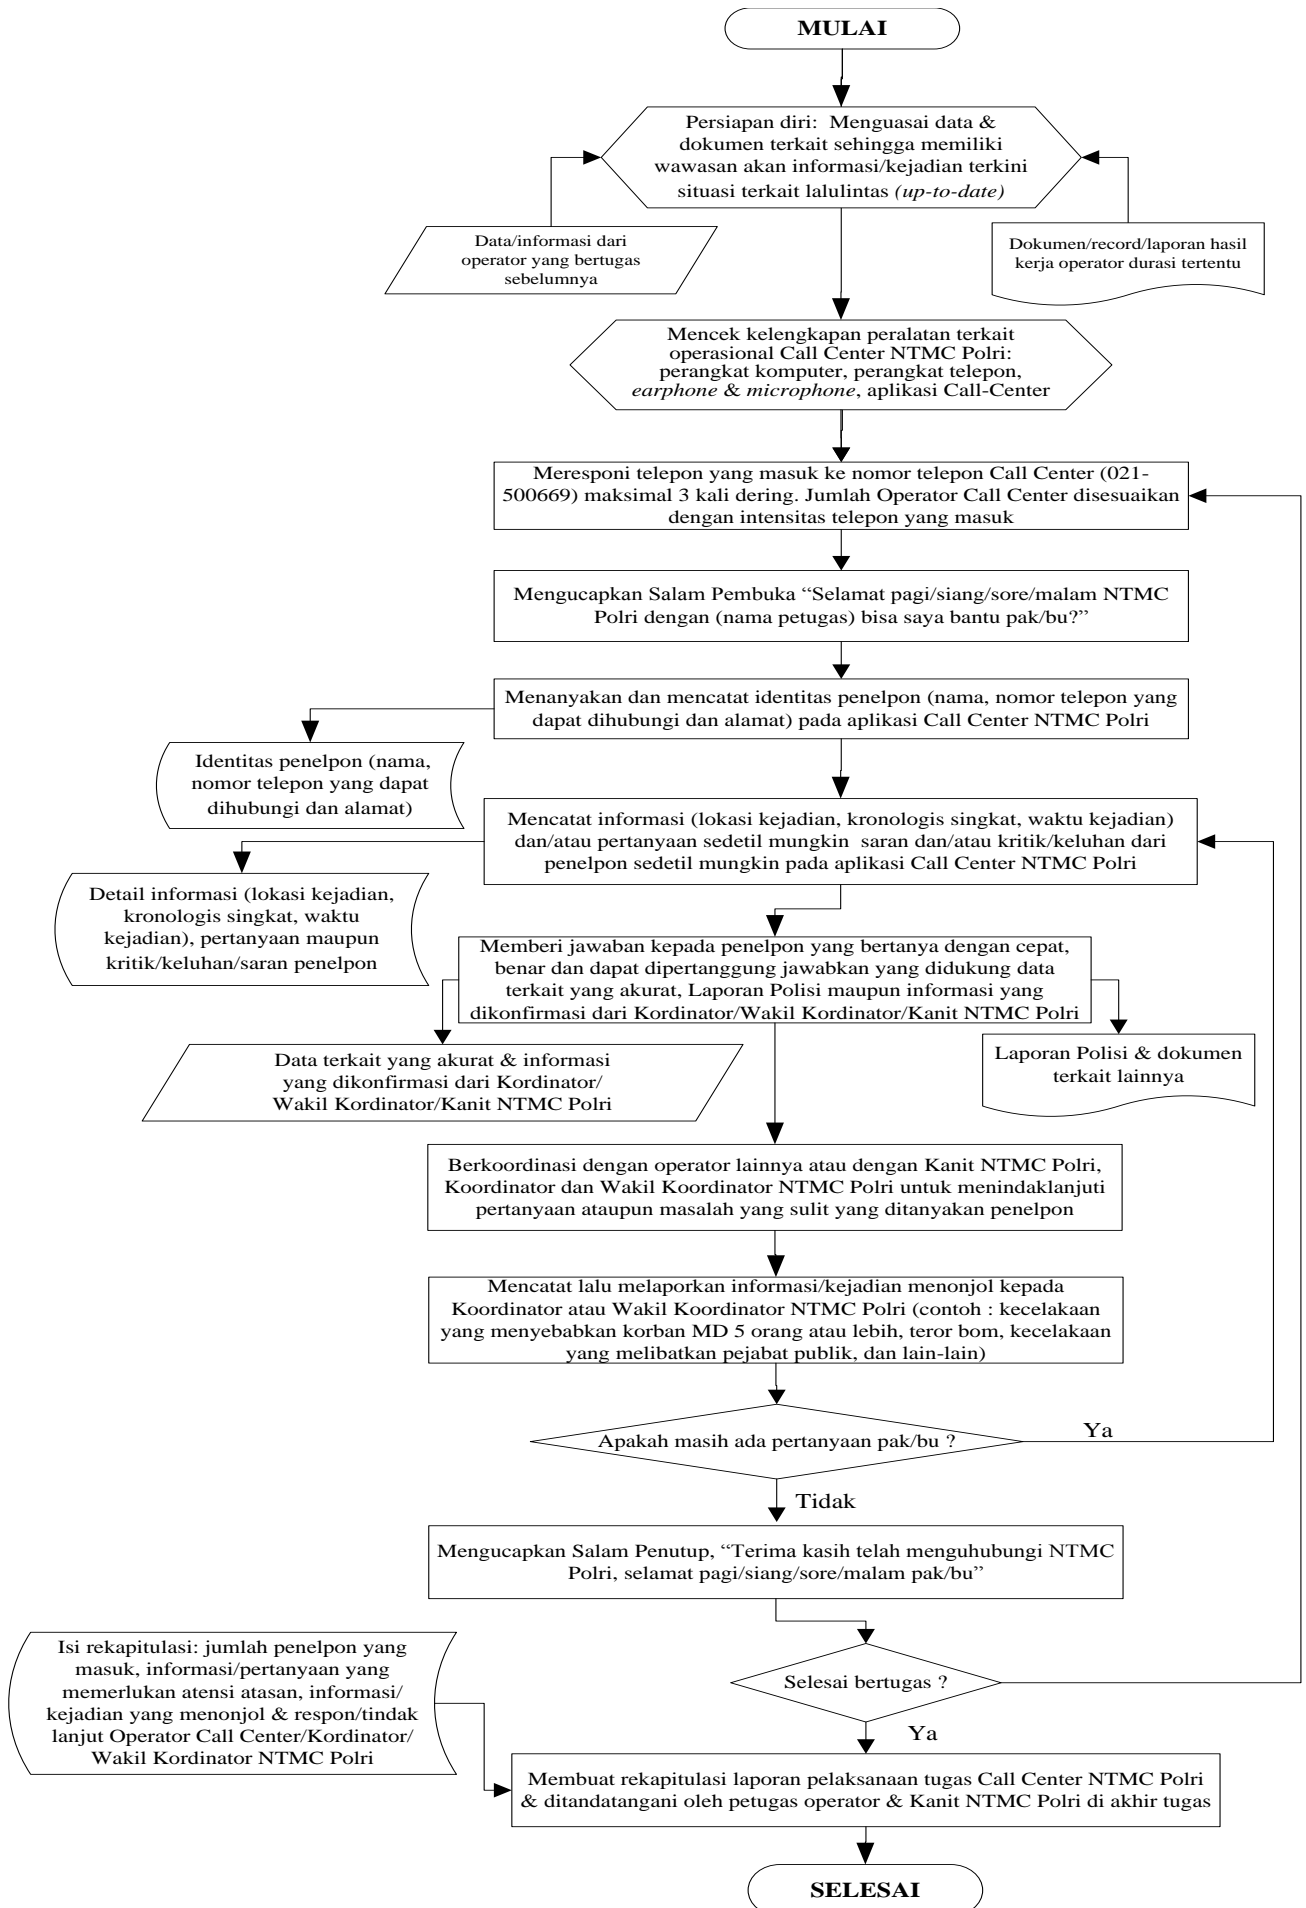 MULAI
Persiapan diri:  Menguasai data &
dokumen terkait sehingga memiliki
wawasan akan informasi/kejadian terkini
situasi terkait lalulintas (up-to-date)
Data/informasi dari
operator yang bertugas
sebelumnya
Dokumen/record/laporan hasil
kerja operator durasi tertentu
Mencek kelengkapan peralatan terkait
operasional Call Center NTMC Polri:
perangkat komputer, perangkat telepon,
earphone & microphone, aplikasi Call-Center
Meresponi telepon yang masuk ke nomor telepon Call Center (021-
500669) maksimal 3 kali dering. Jumlah Operator Call Center disesuaikan
dengan intensitas telepon yang masuk
Mengucapkan Salam Pembuka “Selamat pagi/siang/sore/malam NTMC
Polri dengan (nama petugas) bisa saya bantu pak/bu?”
Menanyakan dan mencatat identitas penelpon (nama, nomor telepon yang
dapat dihubungi dan alamat) pada aplikasi Call Center NTMC Polri
Identitas penelpon (nama,
nomor telepon yang dapat
dihubungi dan alamat)
Mencatat informasi (lokasi kejadian, kronologis singkat, waktu kejadian)
dan/atau pertanyaan sedetil mungkin  saran dan/atau kritik/keluhan dari
penelpon sedetil mungkin pada aplikasi Call Center NTMC Polri
Detail informasi (lokasi kejadian,
kronologis singkat, waktu
kejadian), pertanyaan maupun
kritik/keluhan/saran penelpon
Memberi jawaban kepada penelpon yang bertanya dengan cepat,
benar dan dapat dipertanggung jawabkan yang didukung data
terkait yang akurat, Laporan Polisi maupun informasi yang
dikonfirmasi dari Kordinator/Wakil Kordinator/Kanit NTMC Polri
Data terkait yang akurat & informasi
yang dikonfirmasi dari Kordinator/
Wakil Kordinator/Kanit NTMC Polri
Laporan Polisi & dokumen
terkait lainnya
Berkoordinasi dengan operator lainnya atau dengan Kanit NTMC Polri,
Koordinator dan Wakil Koordinator NTMC Polri untuk menindaklanjuti
pertanyaan ataupun masalah yang sulit yang ditanyakan penelpon
Mencatat lalu melaporkan informasi/kejadian menonjol kepada
Koordinator atau Wakil Koordinator NTMC Polri (contoh : kecelakaan
yang menyebabkan korban MD 5 orang atau lebih, teror bom, kecelakaan
yang melibatkan pejabat publik, dan lain-lain)
Apakah masih ada pertanyaan pak/bu ?
Ya
Tidak
Mengucapkan Salam Penutup, “Terima kasih telah menguhubungi NTMC
Polri, selamat pagi/siang/sore/malam pak/bu”
Isi rekapitulasi: jumlah penelpon yang
masuk, informasi/pertanyaan yang
memerlukan atensi atasan, informasi/
kejadian yang menonjol & respon/tindak
lanjut Operator Call Center/Kordinator/
Wakil Kordinator NTMC Polri
Selesai bertugas ?
Ya
Membuat rekapitulasi laporan pelaksanaan tugas Call Center NTMC Polri
& ditandatangani oleh petugas operator & Kanit NTMC Polri di akhir tugas
SELESAI